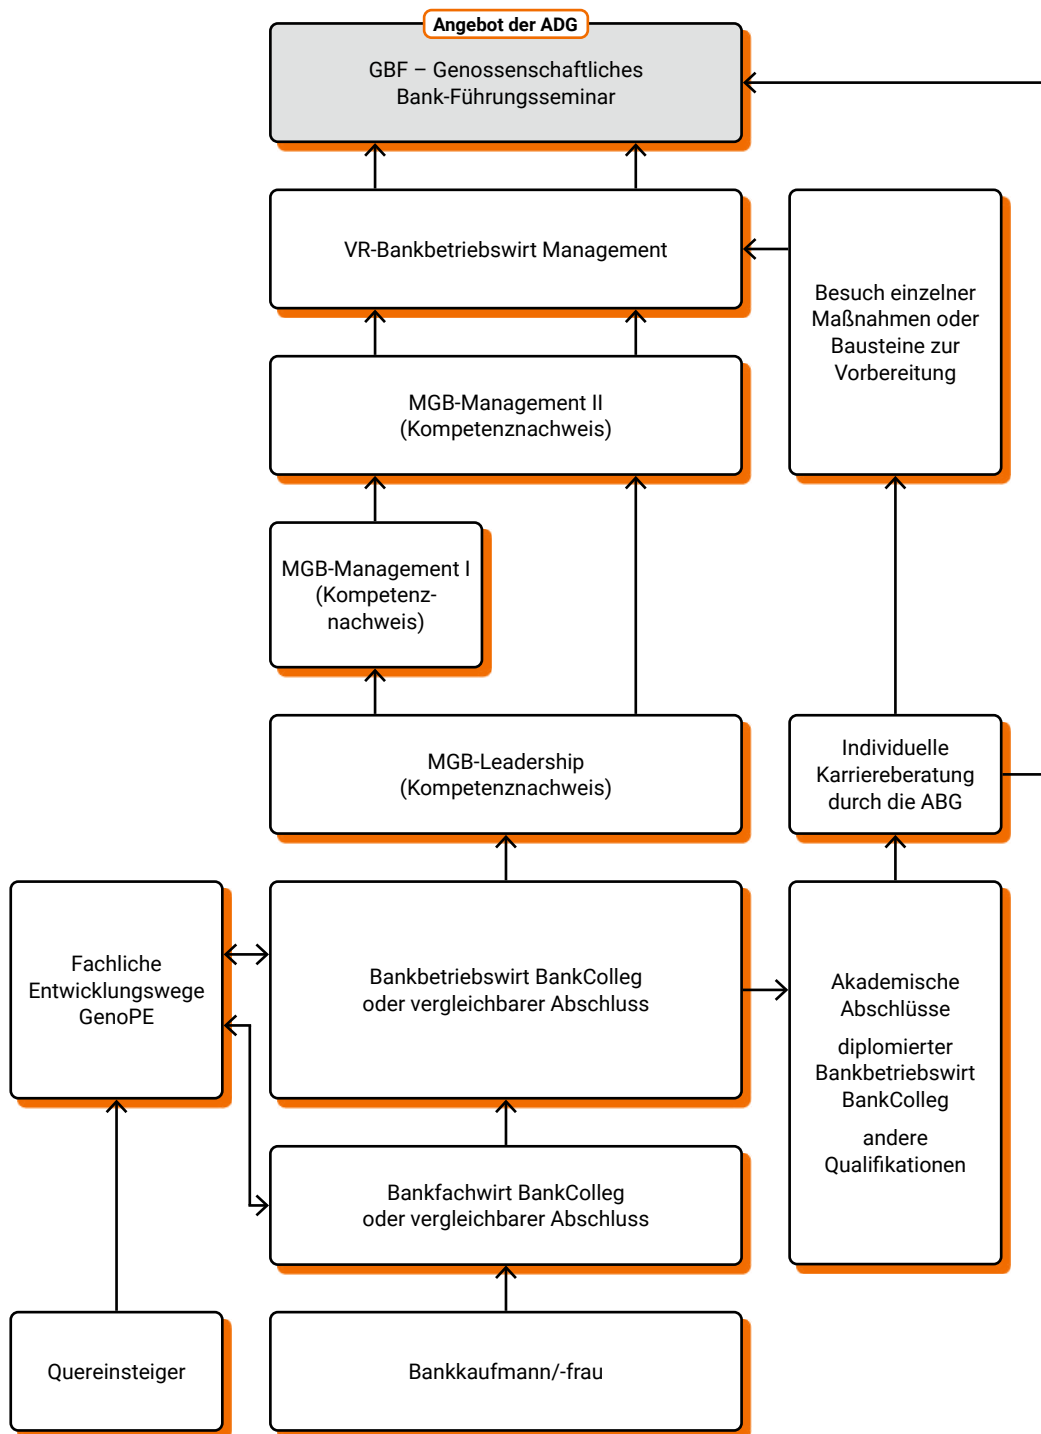 Angebot der ADG
GBF – Genossenschaftliches
Bank-Führungsseminar
VR-Bankbetriebswirt Management
Besuch einzelner
Maßnahmen oder
Bausteine zur
Vorbereitung
MGB-Management II
(Kompetenznachweis)
MGB-Management I
(Kompetenz-
nachweis)
MGB-Leadership
(Kompetenznachweis)
Individuelle
Karriereberatung
durch die ABG
Fachliche
Entwicklungswege
GenoPE
Bankbetriebswirt BankColleg
oder vergleichbarer Abschluss
Akademische
Abschlüsse
diplomierter
Bankbetriebswirt
BankColleg
andere
Qualifikationen
Bankfachwirt BankColleg
oder vergleichbarer Abschluss
Quereinsteiger
Bankkaufmann/-frau